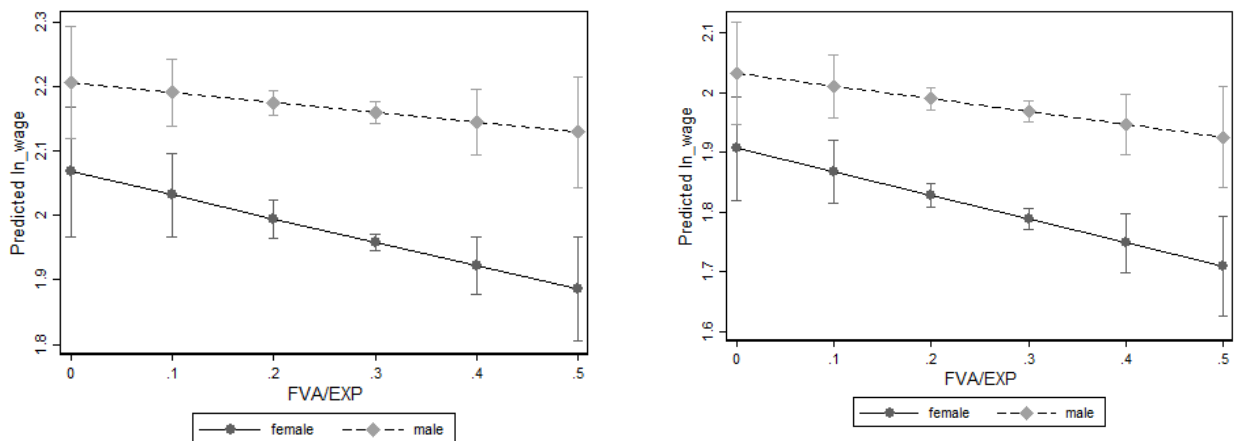 Predicted ln_wage
2.3
2.2
2.1
2
1.9
1.8
0 .1 .2 .3 .4 .5
FVA/EXP
female male
Predicted ln_wage
2.1
2
1.9
1.8
1.7
1.6
0 .1 .2 .3 .4 .5
FVA/EXP
female male